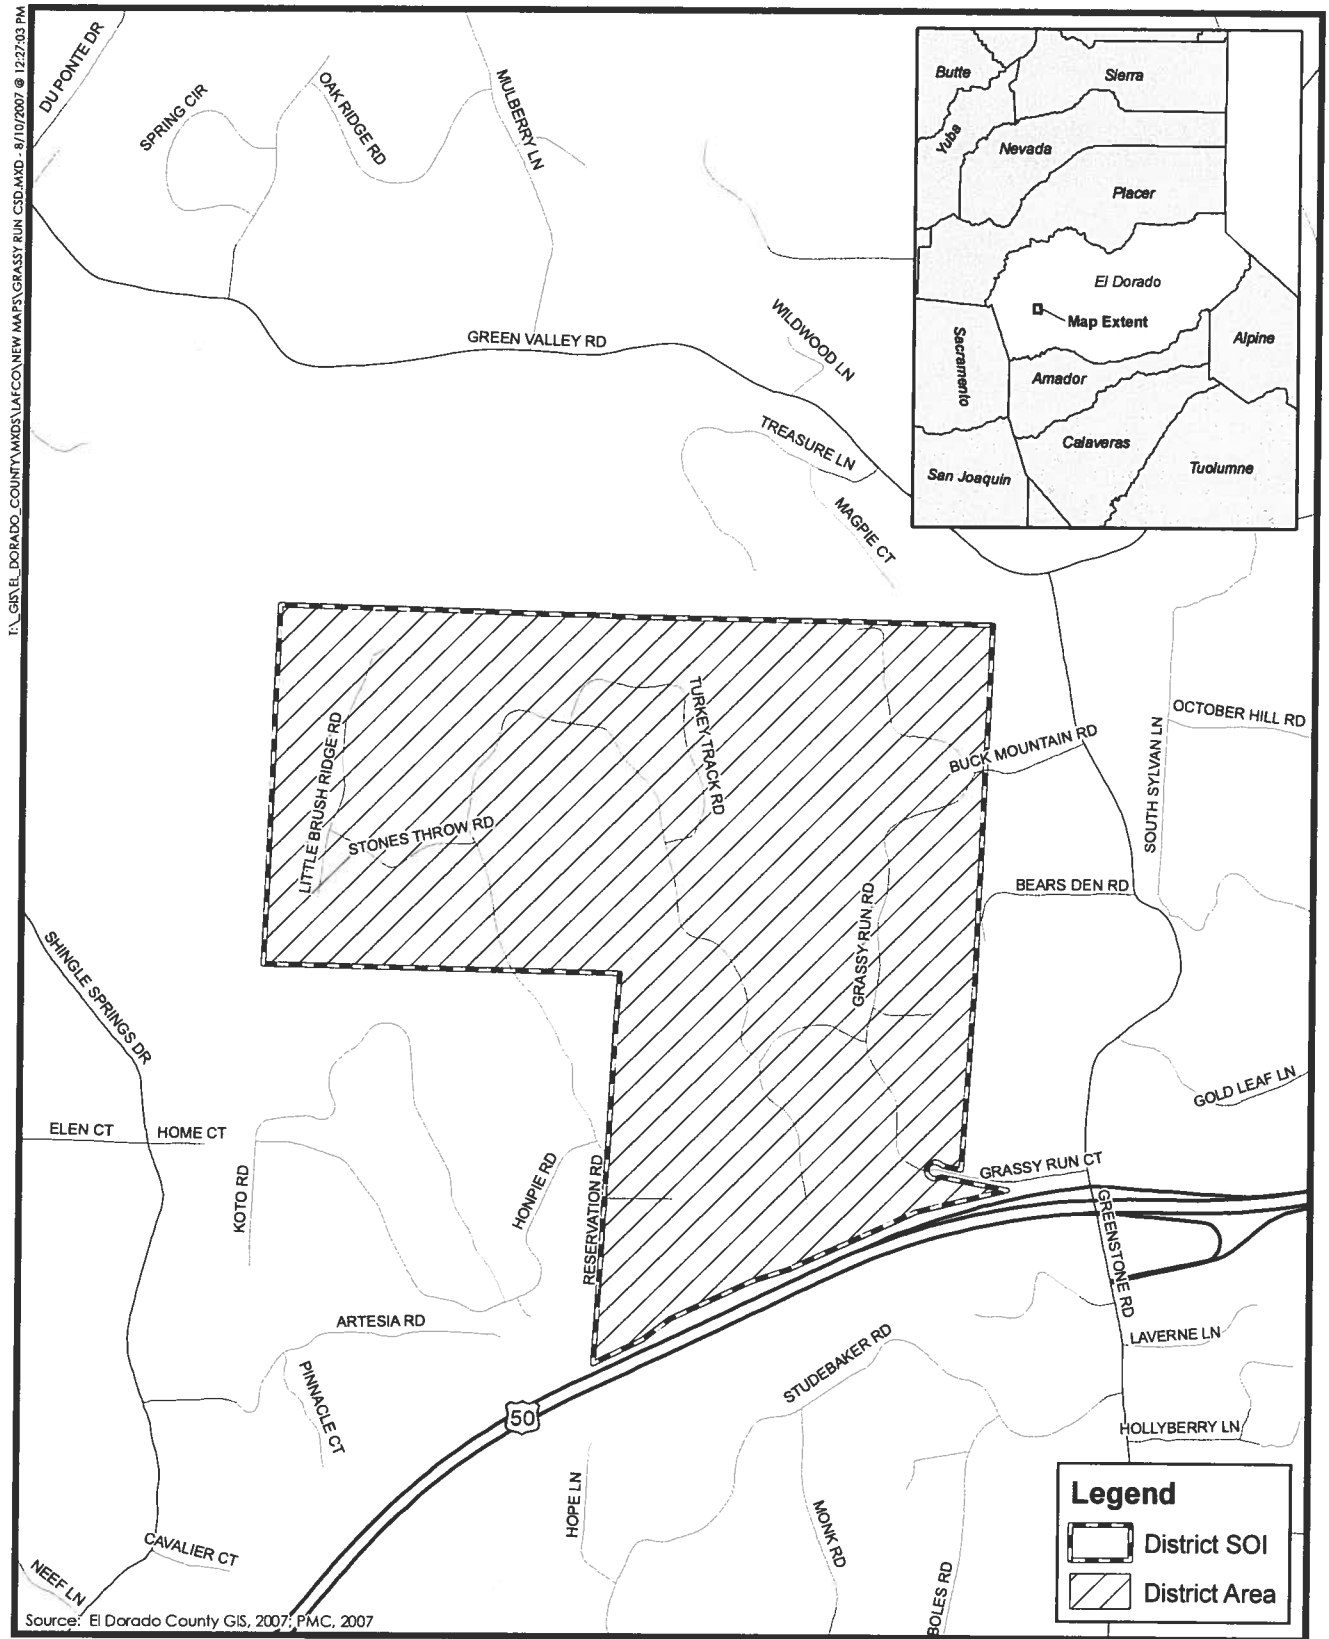 T:\_GIS\EL_DORADO_COUNTY\MXDS\LAFCO\NEW MAPS\GRASSY RUN CSD.MXD - 8/10/2007 @ 12:27:03 PM
DU PONTE DR
SPRING CIR
OAK RIDGE RD
MULBERRY LN
GREEN VALLEY RD
WILDWOOD LN
TREASURE LN
MAGPIE CT
Butte
Sierra
Yuba
Nevada
Placer
El Dorado
Map Extent
Sacramento
Alpine
Amador
Calaveras
San Joaquin
Tuolumne
LITTLE BRUSH RIDGE RD
STONES THROW RD
TURKEY TRACK RD
BUCK MOUNTAIN RD
OCTOBER HILL RD
SOUTH SYLVAN LN
BEARS DEN RD
GRASSY RUN RD
SHINGLE SPRINGS DR
GOLD LEAF LN
ELEN CT
HOME CT
KOTO RD
HONPIE RD
RESERVATION RD
GRASSY RUN CT
GREENSTONE RD
ARTESIA RD
PINNACLE CT
LAVERNE LN
STUDEBAKER RD
50
HOLLYBERRY LN
HOPE LN
MONK RD
BOLES RD
CAVALIER CT
NEEF LN
Legend
District SOI
District Area
Source: El Dorado County GIS, 2007; PMC, 2007